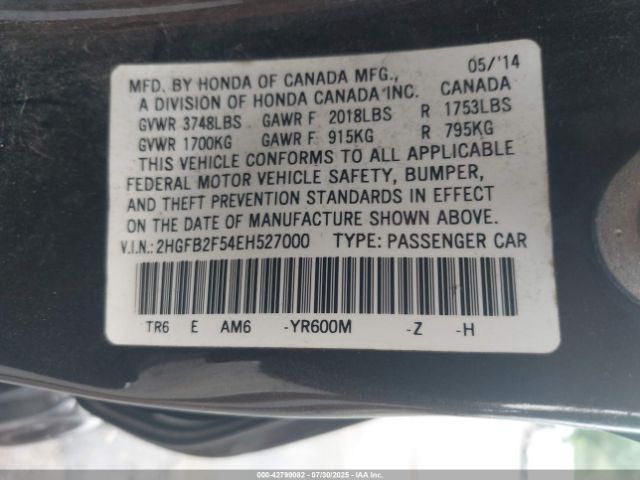 05/'14
MFD. BY HONDA OF CANADA MFG., CANADA
A DIVISION OF HONDA CANADA INC.
GVWR 3748LBS GAWR F 2018LBS R 1753LBS
GVWR 1700KG GAWR F 915KG R 795KG
THIS VEHICLE CONFORMS TO ALL APPLICABLE
FEDERAL MOTOR VEHICLE SAFETY, BUMPER,
AND THEFT PREVENTION STANDARDS IN EFFECT
ON THE DATE OF MANUFACTURE SHOWN ABOVE.
V.I.N.: 2HGFB2F54EH527000 TYPE: PASSENGER CAR
TR6 E AM6 -YR600M -Z -H
000-42799082 - 07/30/2025 - IAA Inc.